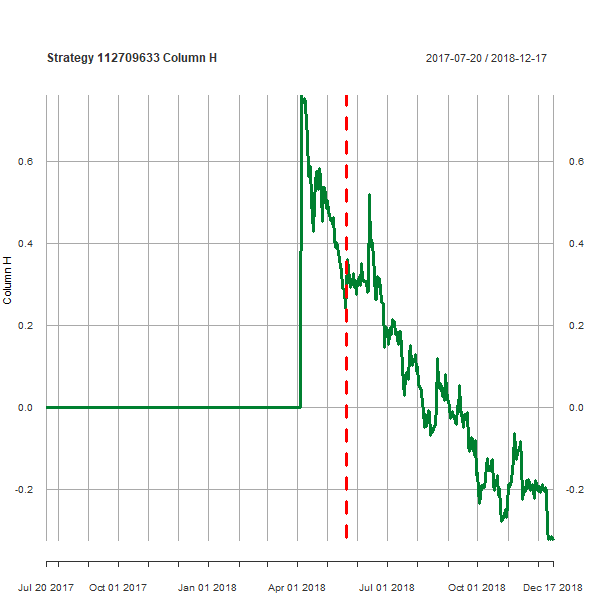 Strategy 112709633 Column H
2017-07-20 / 2018-12-17
Column H
0.6
0.4
0.2
0.0
-0.2
0.6
0.4
0.2
0.0
-0.2
Jul 20 2017
Oct 01 2017
Jan 01 2018
Apr 01 2018
Jul 01 2018
Oct 01 2018
Dec 17 2018